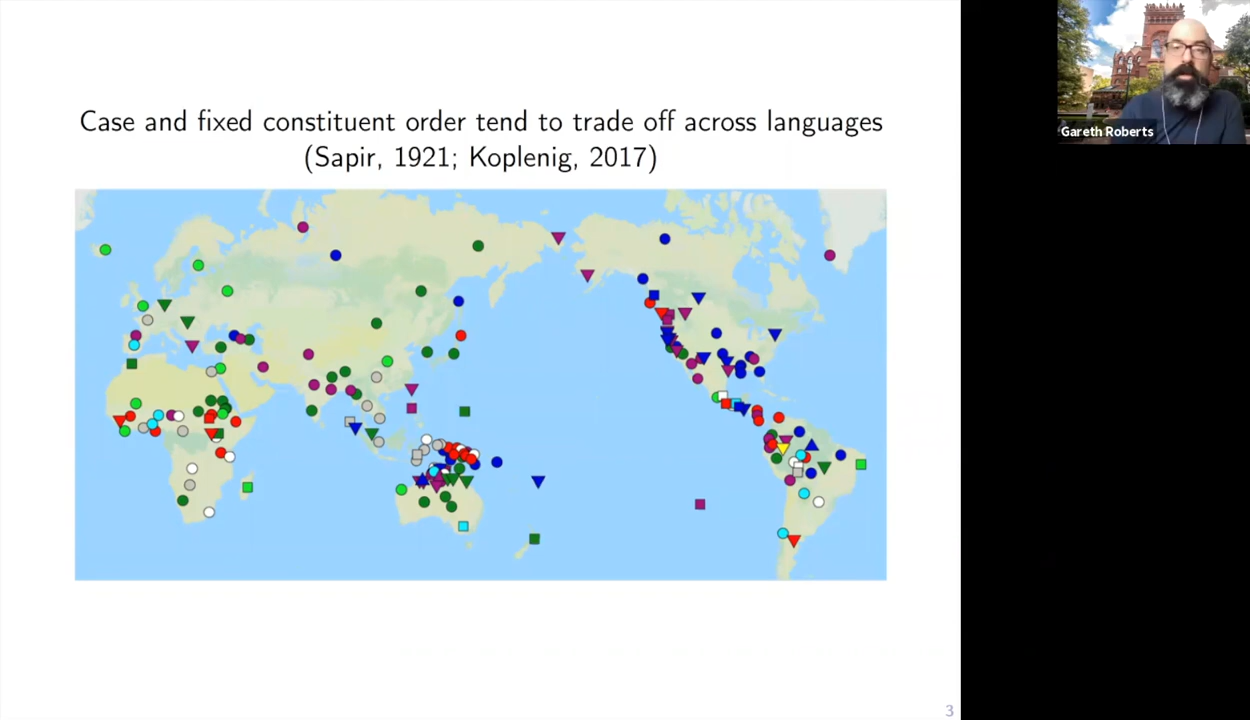 Case and fixed constituent order tend to trade off across languages
(Sapir, 1921; Koplenig, 2017)
Gareth Roberts
3